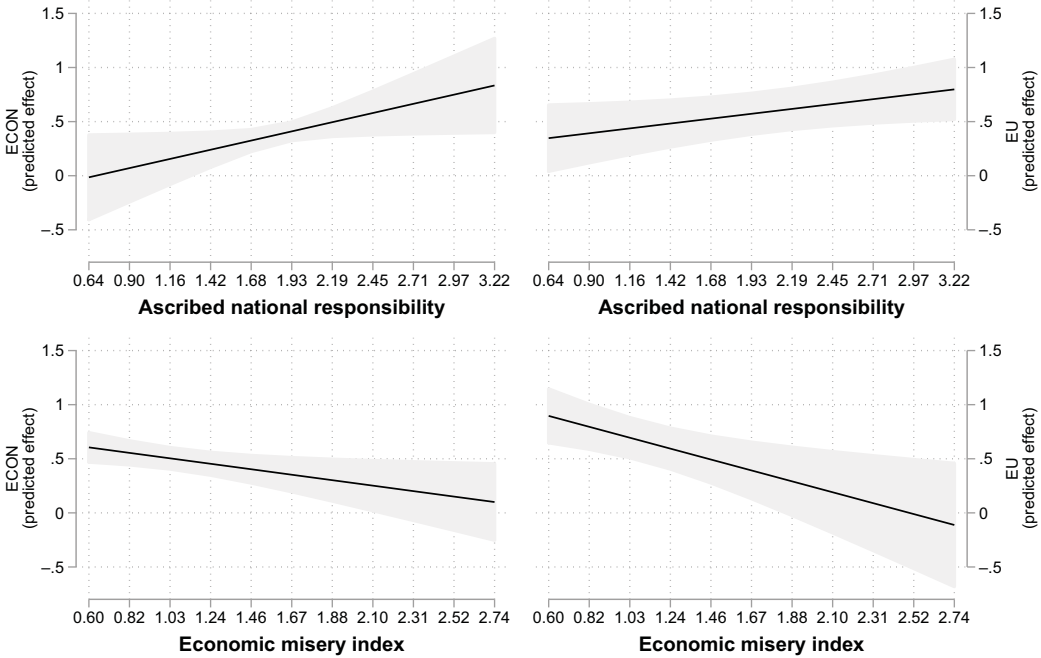 1.5
1
.5
0
–.5
ECON
(predicted effect)
0.64 0.90 1.16 1.42 1.68 1.93 2.19 2.45 2.71 2.97 3.22
Ascribed national responsibility
1.5
1
.5
0
–.5
EU
(predicted effect)
0.64 0.90 1.16 1.42 1.68 1.93 2.19 2.45 2.71 2.97 3.22
Ascribed national responsibility
1.5
1
.5
0
–.5
ECON
(predicted effect)
0.60 0.82 1.03 1.24 1.46 1.67 1.88 2.10 2.31 2.52 2.74
Economic misery index
1.5
1
.5
0
–.5
EU
(predicted effect)
0.60 0.82 1.03 1.24 1.46 1.67 1.88 2.10 2.31 2.52 2.74
Economic misery index